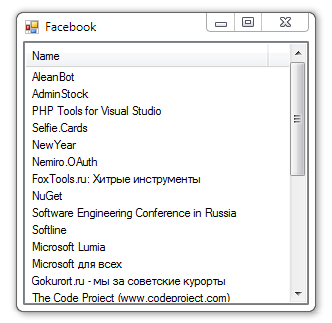 Facebook
Name
AleanBot
AdminStock
PHP Tools for Visual Studio
Selfie.Cards
NewYear
Nemiro.OAuth
FoxTools.ru: Хитрые инструменты
NuGet
Software Engineering Conference in Russia
Softline
Microsoft Lumia
Microsoft для всех
Gokurort.ru - мы за советские курорты
The Code Project (www.codeproject.com)